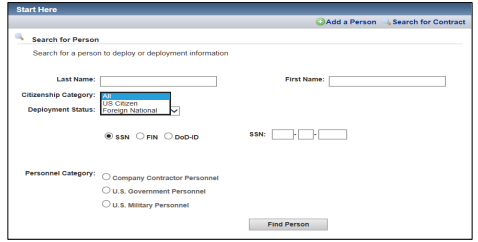 Start Here
Add a Person Search for Contract
Search for Person
Search for a person to deploy or deployment information
Last Name: First Name:
Citizenship Category: All
US Citizen
Deployment Status: Foreign National
SSN FIN DoD-ID SSN: - -
Personnel Category: Company Contractor Personnel
U.S. Government Personnel
U.S. Military Personnel
Find Person